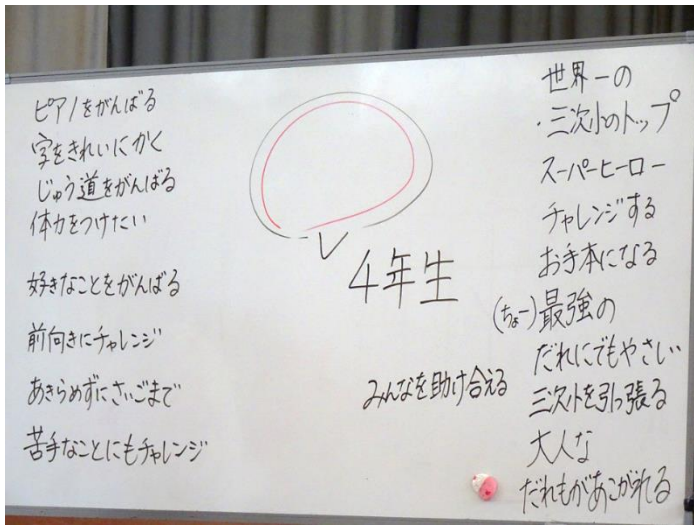 ピアノをがんばる
字をきれいにかく
じゅう道をがんばる
体力をつけたい
好きなことをがんばる
前向きにチャレンジ
あきらめずにさいごまで
苦手なことにもチャレンジ
4年生
みんなを助け合える
世界一の
・三次小のトップ
スーパーヒーロー
チャレンジする
お手本になる
(ちょー)最強の
だれにでもやさしい
三次小を引っ張る
大人な
だれもがあこがれる